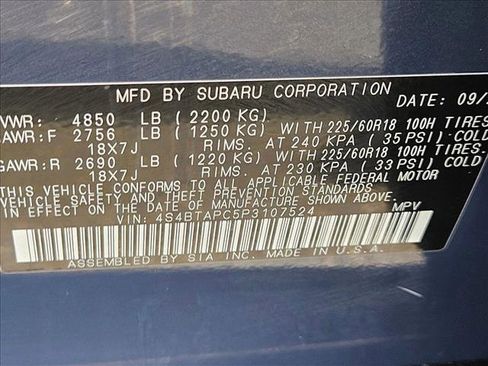 MFD BY SUBARU CORPORATION
DATE: 09/
VWR: 4850 LB (2200 KG)
AWR:F 2756 LB (1250 KG) WITH 225/60R18 100H TIRES.
18X7J RIMS. AT 240 KPA (35 PSI) COLD
GAWR:R 2690 LB (1220 KG) WITH 225/60R18 100H TIRES.
18X7J RIMS. AT 230 KPA (33 PSI) COLD
THIS VEHICLE CONFORMS TO ALL APPLICABLE FEDERAL MOTOR
VEHICLE SAFETY AND THEFT PREVENTION STANDARDS
IN EFFECT ON THE DATE OF MANUFACTURE SHOWN ABOVE.
VIN: 4S4BTAPC5P3107524 MPV
ASSEMBLED BY SIA INC. MADE IN U.S.A.